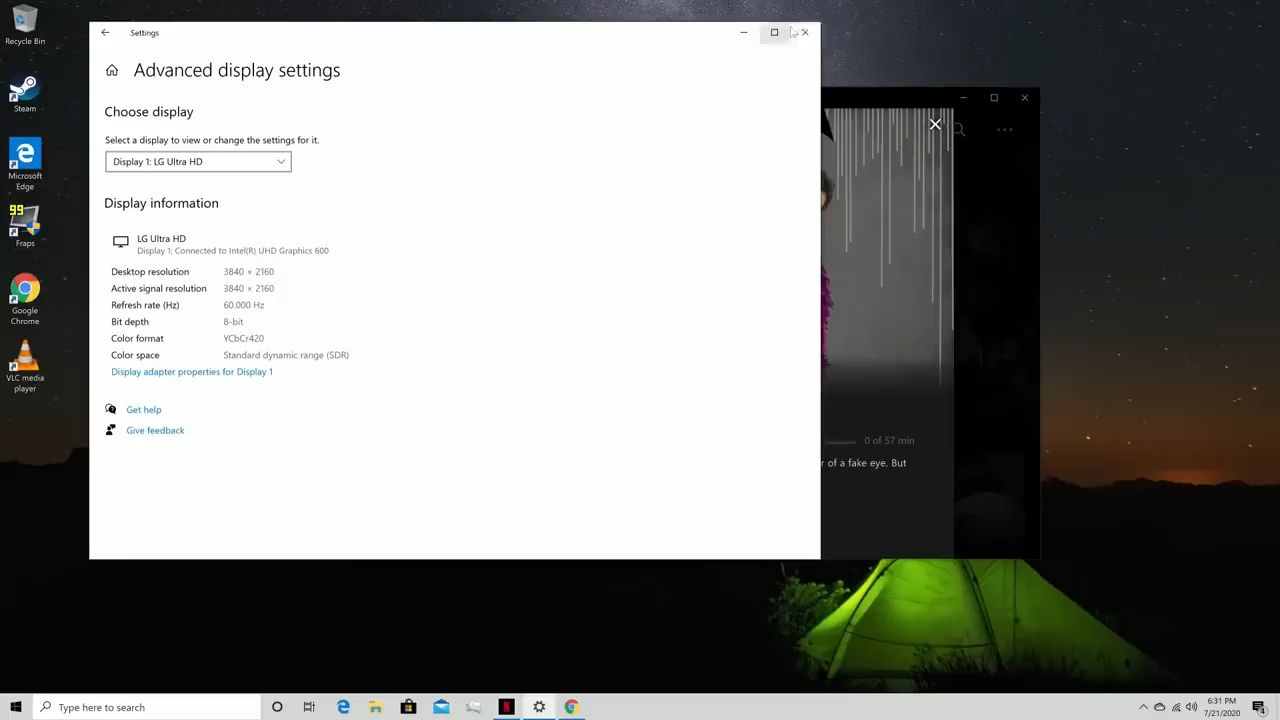 Recycle Bin
Steam
Microsoft
Edge
99
Fraps
Google
Chrome
VLC media
player
Settings
Advanced display settings
Choose display
Select a display to view or change the settings for it.
Display 1: LG Ultra HD
Display information
LG Ultra HD
Display 1: Connected to Intel(R) UHD Graphics 600
Desktop resolution 3840 × 2160
Active signal resolution 3840 × 2160
Refresh rate (Hz) 60.000 Hz
Bit depth 8-bit
Color format YCbCr420
Color space Standard dynamic range (SDR)
Display adapter properties for Display 1
Get help
Give feedback
0 of 57 min
r of a fake eye. But
Type here to search
N
6:31 PM
7/21/2020